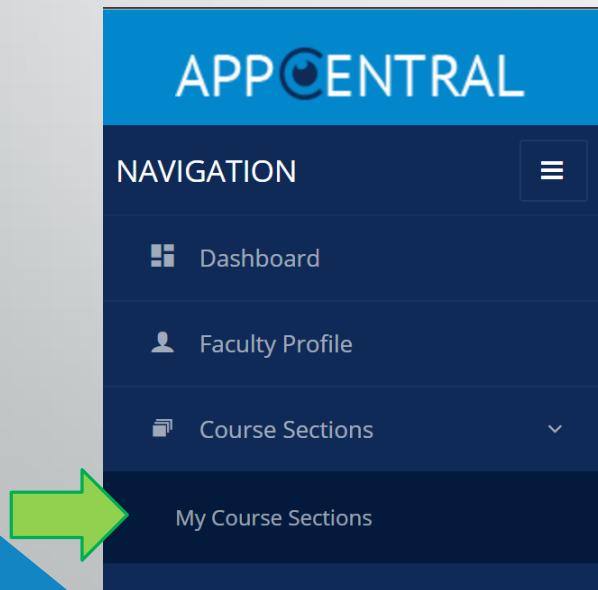 APPCENTRAL
NAVIGATION
Dashboard
Faculty Profile
Course Sections
My Course Sections